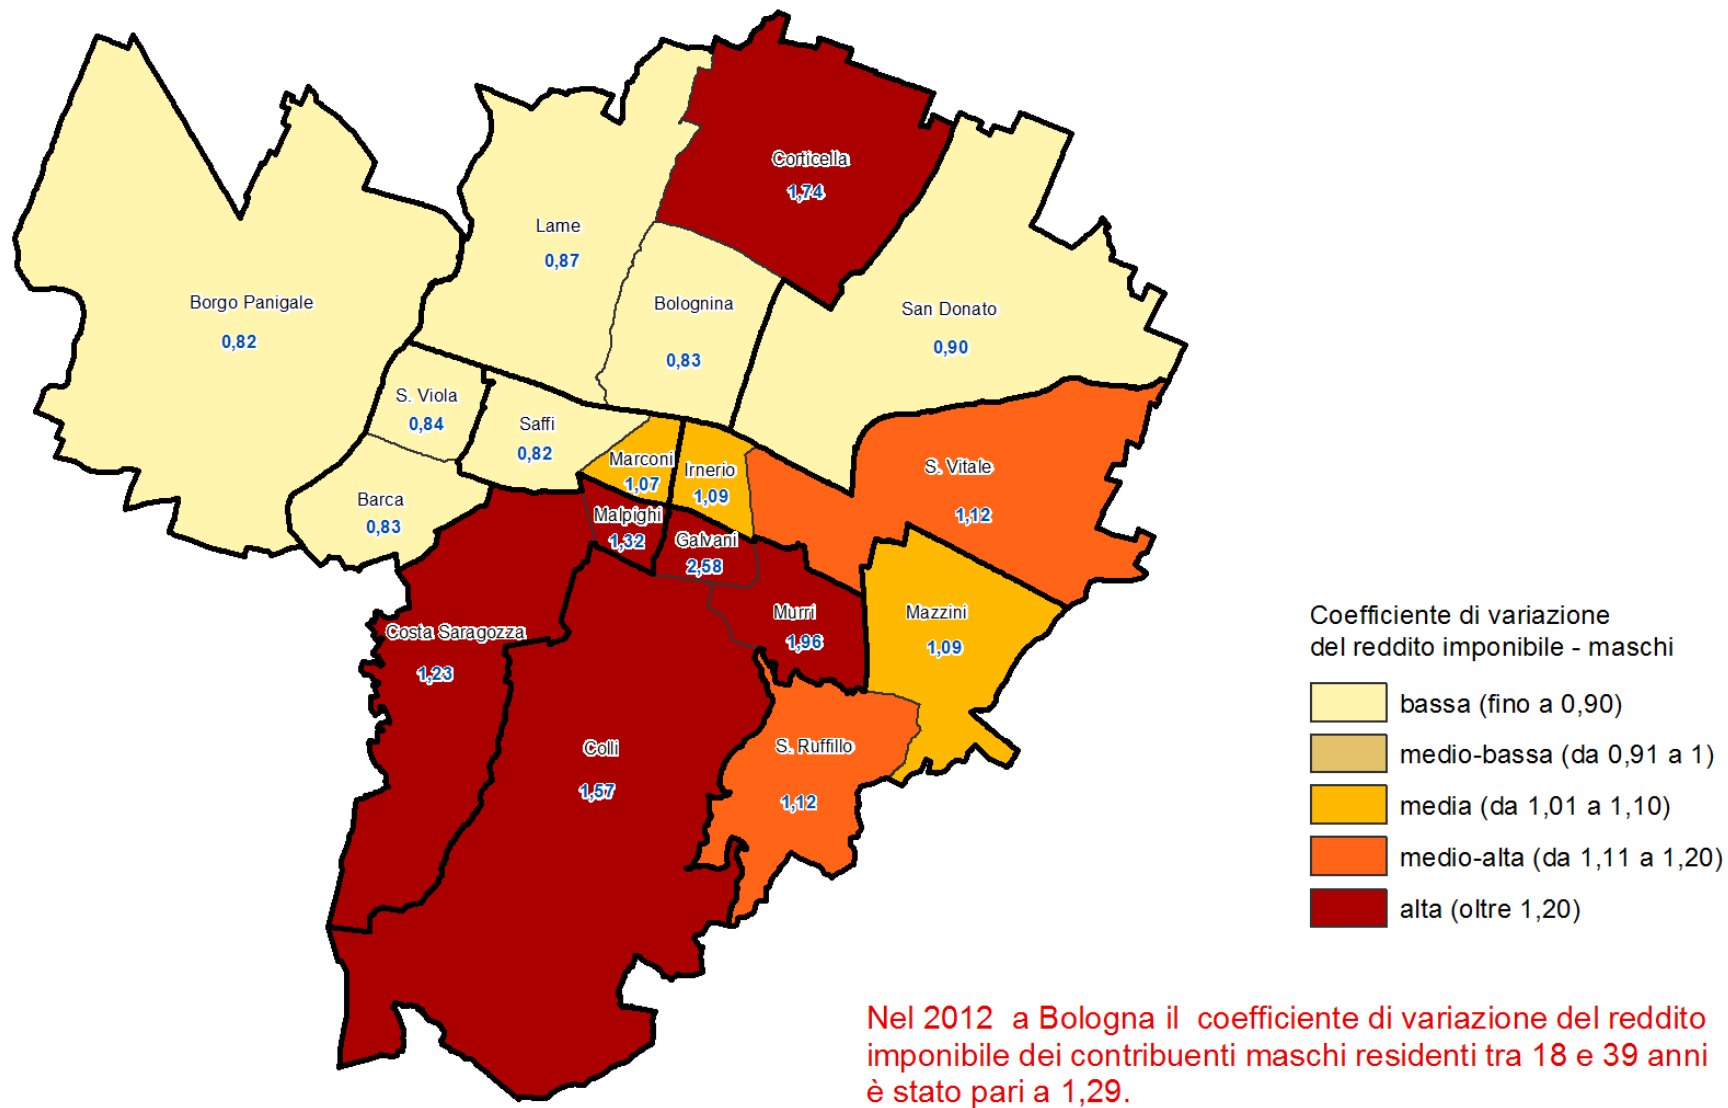 Corticella
1,74
Lame
0,87
Borgo Panigale
0,82
Bolognina
0,83
San Donato
0,90
S. Viola
0,84
Saffi
0,82
Marconi
1,07
Irnerio
1,09
S. Vitale
1,12
Barca
0,83
Malpighi
1,32
Galvani
2,58
Murri
1,96
Mazzini
1,09
Costa Saragozza
1,23
Colli
1,57
S. Ruffillo
1,12
Coefficiente di variazione
del reddito imponibile - maschi
bassa (fino a 0,90)
medio-bassa (da 0,91 a 1)
media (da 1,01 a 1,10)
medio-alta (da 1,11 a 1,20)
alta (oltre 1,20)
Nel 2012 a Bologna il coefficiente di variazione del reddito
imponibile dei contribuenti maschi residenti tra 18 e 39 anni
è stato pari a 1,29.